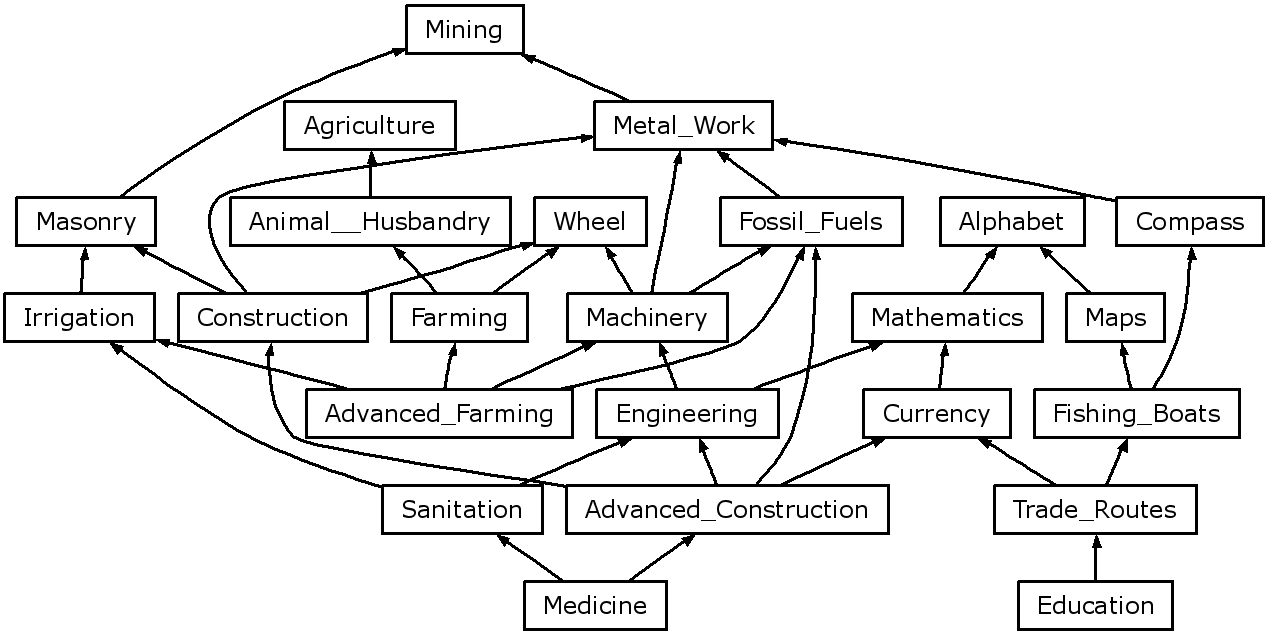 Mining
Agriculture
Metal_Work
Masonry
Animal__Husbandry
Wheel
Fossil_Fuels
Alphabet
Compass
Irrigation
Construction
Farming
Machinery
Mathematics
Maps
Advanced_Farming
Engineering
Currency
Fishing_Boats
Sanitation
Advanced_Construction
Trade_Routes
Medicine
Education